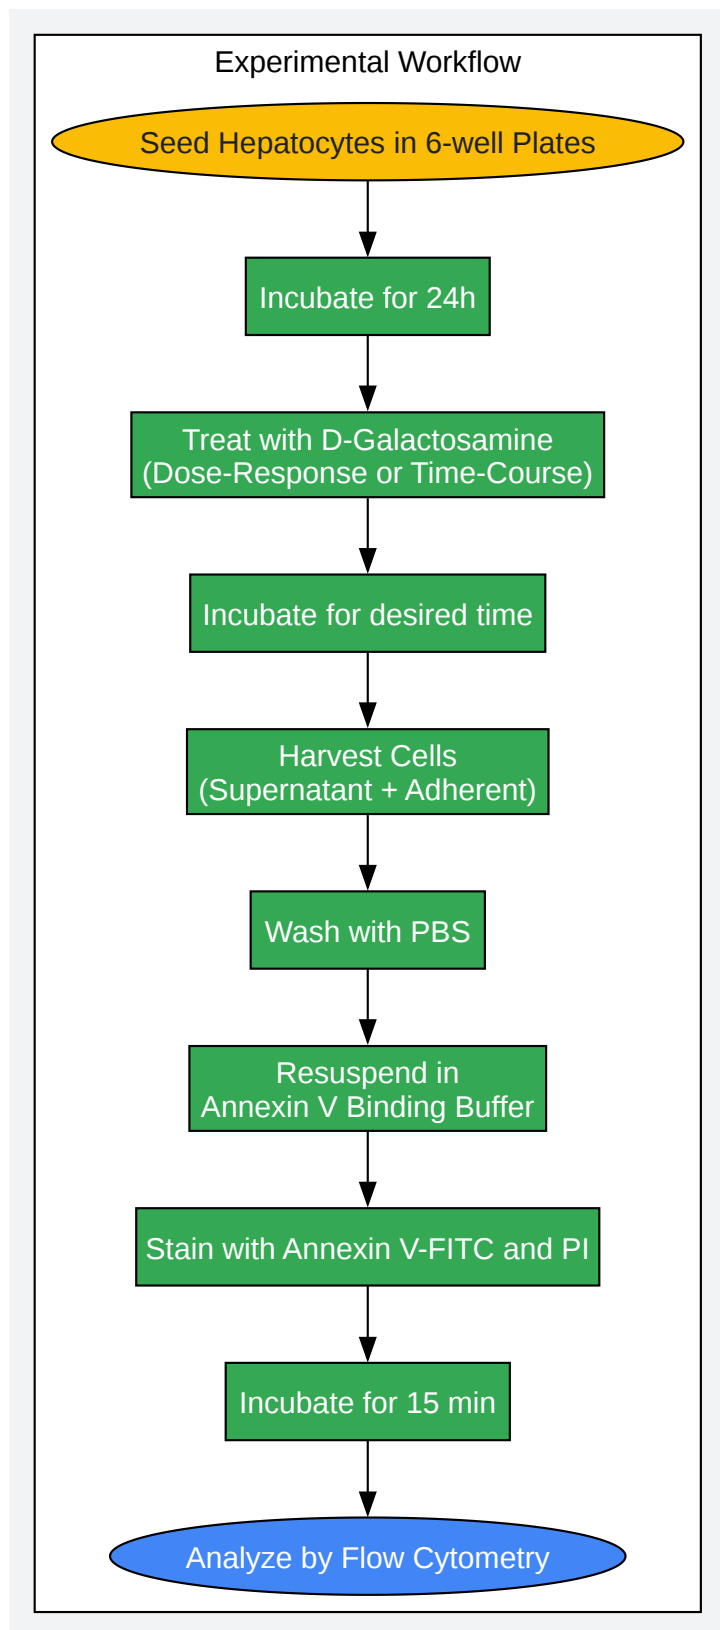 Experimental Workflow
Seed Hepatocytes in 6-well Plates
Incubate for 24h
Treat with D-Galactosamine
(Dose-Response or Time-Course)
Incubate for desired time
Harvest Cells
(Supernatant + Adherent)
Wash with PBS
Resuspend in
Annexin V Binding Buffer
Stain with Annexin V-FITC and PI
Incubate for 15 min
Analyze by Flow Cytometry